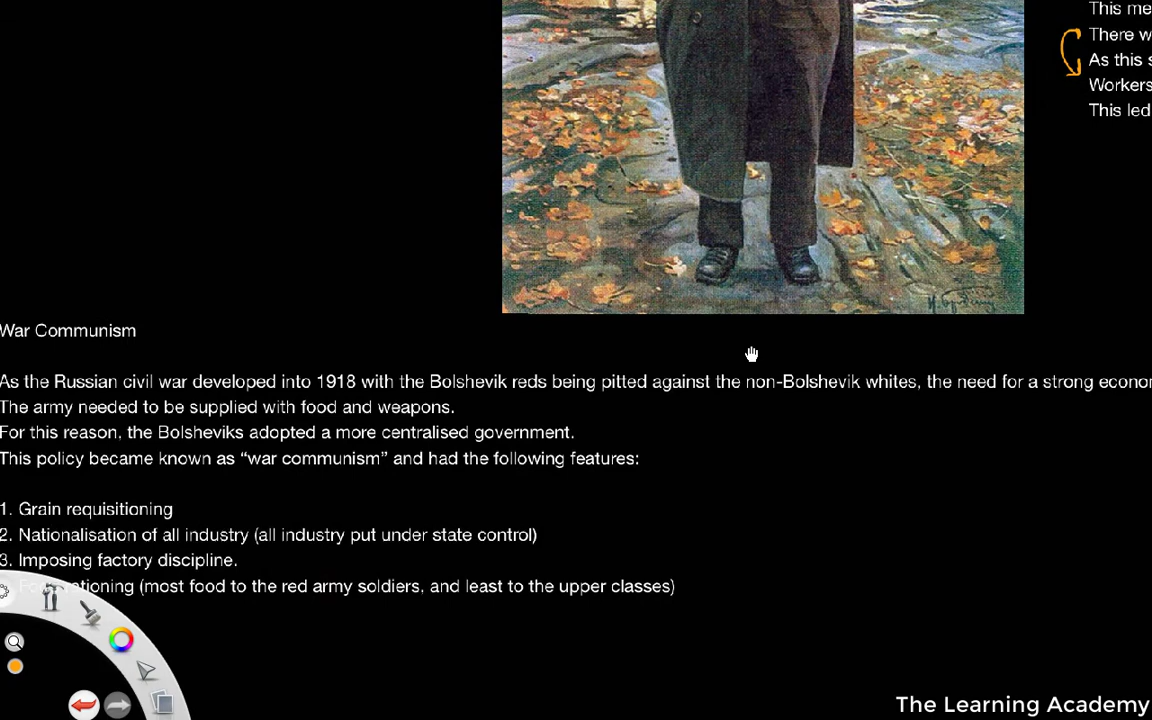 This me
There w
As this s
Workers
This led
War Communism
As the Russian civil war developed into 1918 with the Bolshevik reds being pitted against the non-Bolshevik whites, the need for a strong econor
The army needed to be supplied with food and weapons.
For this reason, the Bolsheviks adopted a more centralised government.
This policy became known as “war communism” and had the following features:
1. Grain requisitioning
2. Nationalisation of all industry (all industry put under state control)
3. Imposing factory discipline.
(most food to the red army soldiers, and least to the upper classes)
The Learning Academy